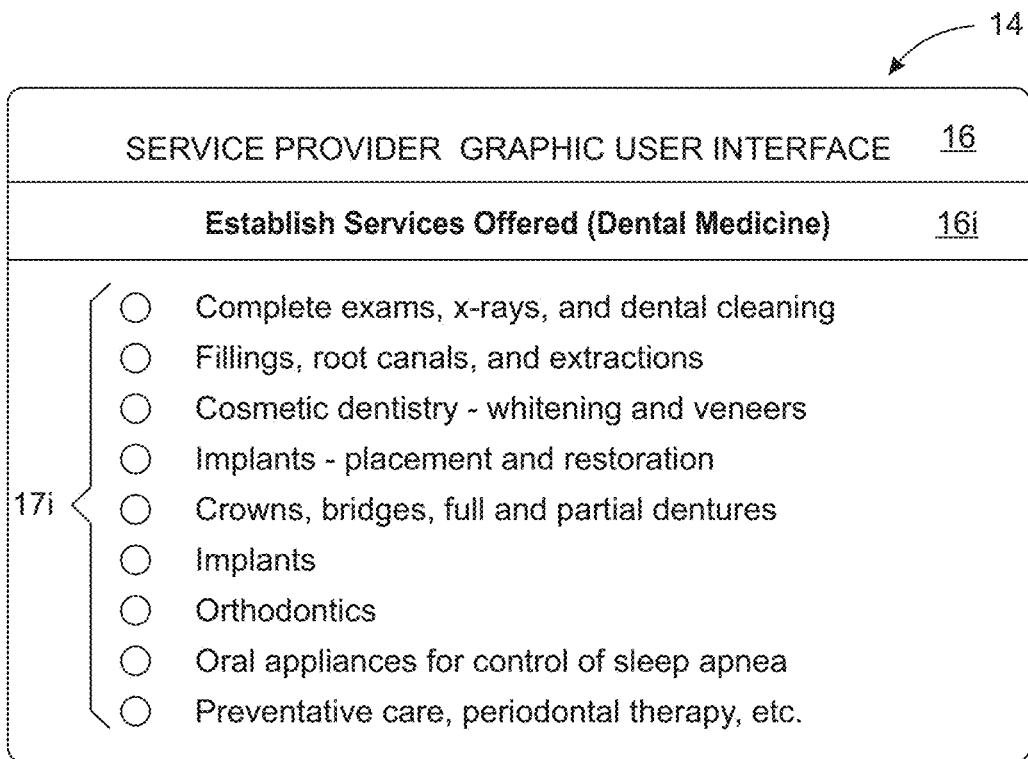 14
SERVICE PROVIDER GRAPHIC USER INTERFACE 16
Establish Services Offered (Dental Medicine) 16i
Complete exams, x-rays, and dental cleaning
Fillings, root canals, and extractions
Cosmetic dentistry - whitening and veneers
Implants - placement and restoration
17i
Crowns, bridges, full and partial dentures
Implants
Orthodontics
Oral appliances for control of sleep apnea
Preventative care, periodontal therapy, etc.